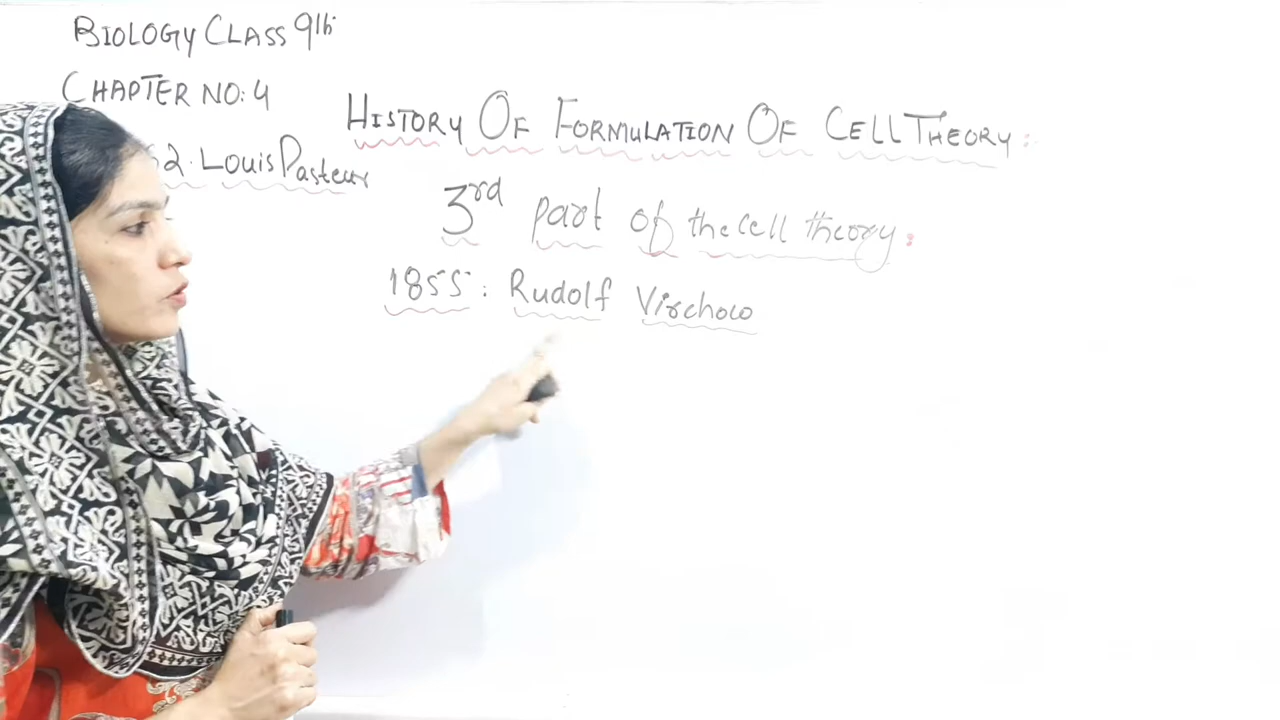 BIOLOGY CLASS 9th
CHAPTER NO: 4
HISTORY OF FORMULATION OF CELL THEORY:
62. Louis Pasteur
3rd part of the cell theory:
1855: Rudolf Virchow